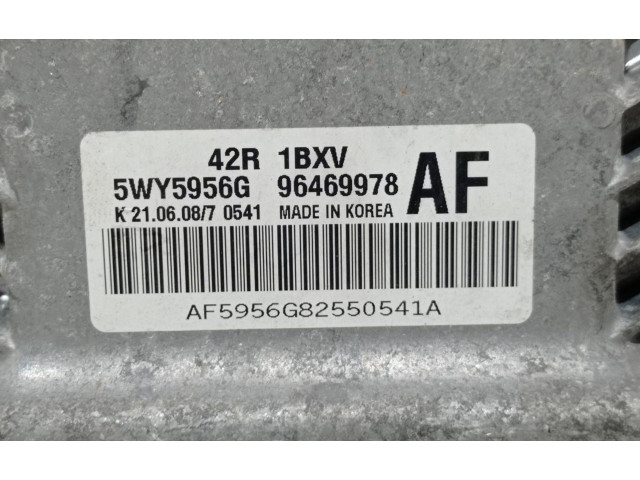 42R 1BXV
5WY5956G 96469978 AF
K 21.06.08/7 0541 MADE IN KOREA
AF5956G82550541A